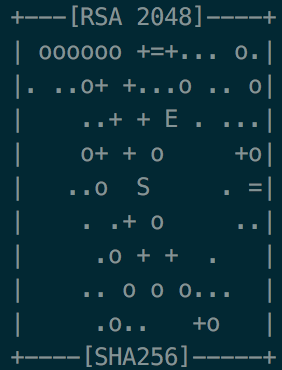 +---[RSA 2048]----+
| oooooo +=+... o.|
|. ..o+ +...o .. o|
|    ..+ + E . ...|
|    o+ + o     +o|
|   ..o  S     . =|
|    . .+ o     ..|
|     .o + +  .   |
|    .. o o o...  |
|     .o..   +o   |
+----[SHA256]-----+